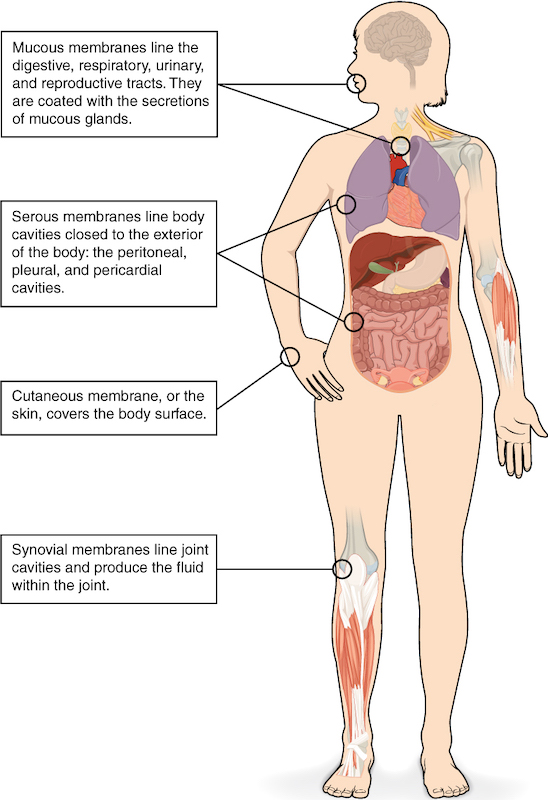 Mucous membranes line the
digestive, respiratory, urinary,
and reproductive tracts. They
are coated with the secretions
of mucous glands.
Serous membranes line body
cavities closed to the exterior
of the body: the peritoneal,
pleural, and pericardial
cavities.
Cutaneous membrane, or the
skin, covers the body surface.
Synovial membranes line joint
cavities and produce the fluid
within the joint.